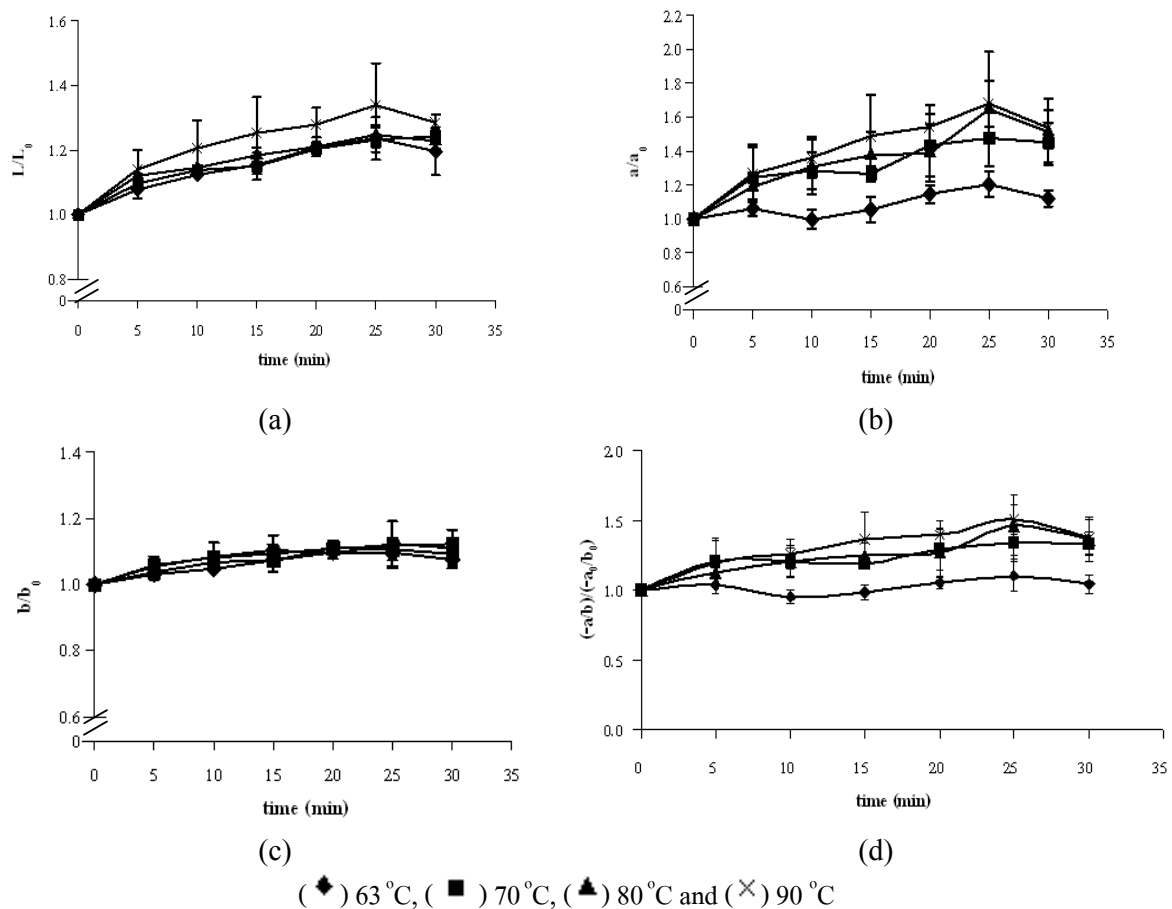 1.6
1.4
1.2
1.0
0.8
0
L/L₀
0 5 10 15 20 25 30 35
time (min)
(a)
2.2
2.0
1.8
1.6
1.4
1.2
1.0
0.8
0.6
0
a/a₀
0 5 10 15 20 25 30 35
time (min)
(b)
1.4
1.2
1.0
0.8
0.6
0
b/b₀
0 5 10 15 20 25 30 35
time (min)
(c)
2.0
1.5
1.0
0.5
0.0
(-a/b)/(-a₀/b₀)
0 5 10 15 20 25 30 35
time (min)
(d)
(◆) 63 °C, (■) 70 °C, (▲) 80 °C and (×) 90 °C